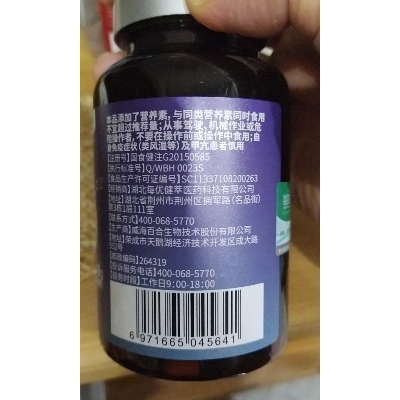 本品添加了营养素，与同类营养素同时食用
不宜超过推荐量；从事驾驶、机械作业或危
险操作者，不要在操作前或操作中食用；自
身免疫症状（类风湿等）及甲亢患者慎用
【注册号】国食健注G20150585
【执行标准号】Q/WBH 0023S
【食品生产许可证编号】SC11337108200263
【经销商】湖北每优健萃医药科技有限公司
【地址】湖北省荆州市荆州区拥军路（名品街）
第3栋1层111室
【联系方式】400-068-5770
【生产企业】威海百合生物技术股份有限公司
【地址】荣成市天鹅湖经济技术开发区成大路
552号
【邮政编码】264319
【投诉服务电话】400-068-5770
【服务时间】工作日9:00-18:00
6 971665 045641